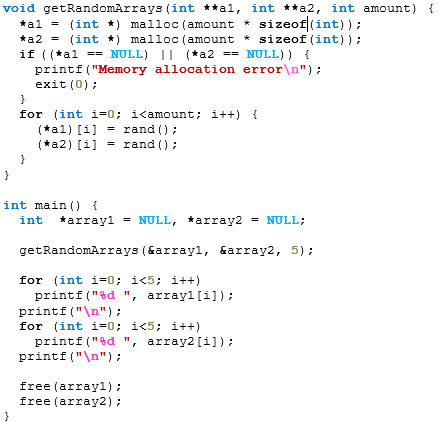 void getRandomArrays(int **a1, int **a2, int amount) {
  *a1 = (int *) malloc(amount * sizeof(int));
  *a2 = (int *) malloc(amount * sizeof(int));
  if ((*a1 == NULL) || (*a2 == NULL)) {
    printf("Memory allocation error\n");
    exit(0);
  }
  for (int i=0; i<amount; i++) {
    (*a1)[i] = rand();
    (*a2)[i] = rand();
  }
}

int main() {
  int  *array1 = NULL, *array2 = NULL;

  getRandomArrays(&array1, &array2, 5);

  for (int i=0; i<5; i++)
    printf("%d ", array1[i]);
  printf("\n");
  for (int i=0; i<5; i++)
    printf("%d ", array2[i]);
  printf("\n");

  free(array1);
  free(array2);
}